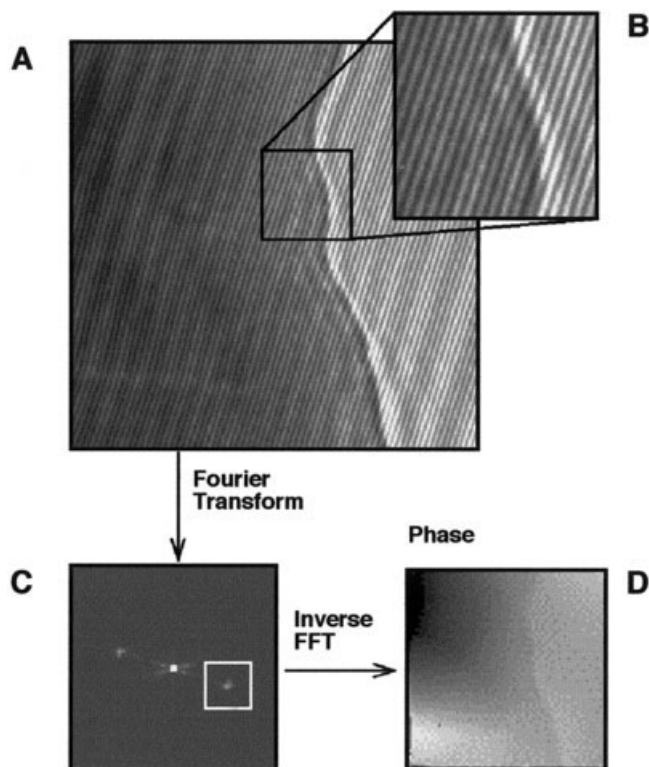 A
B
Fourier
Transform
Phase
C
Inverse
FFT
D